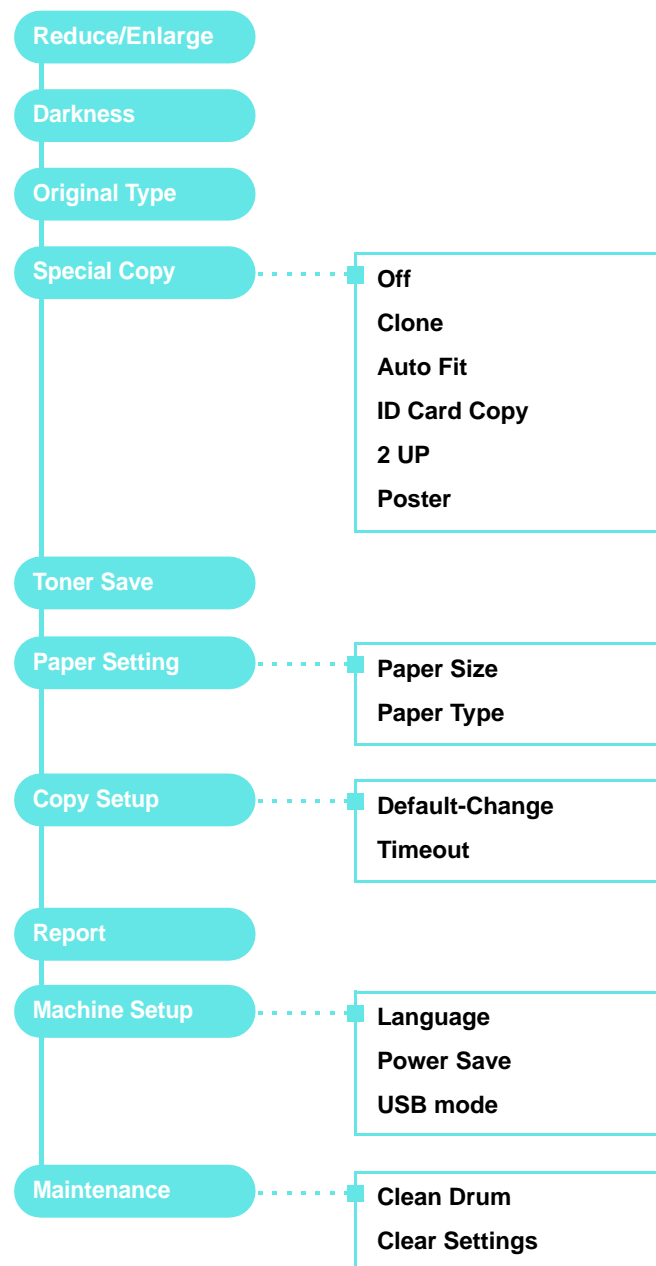 Reduce/Enlarge
Darkness
Original Type
Special Copy
Off
Clone
Auto Fit
ID Card Copy
2 UP
Poster
Toner Save
Paper Setting
Paper Size
Paper Type
Copy Setup
Default-Change
Timeout
Report
Machine Setup
Language
Power Save
USB mode
Maintenance
Clean Drum
Clear Settings